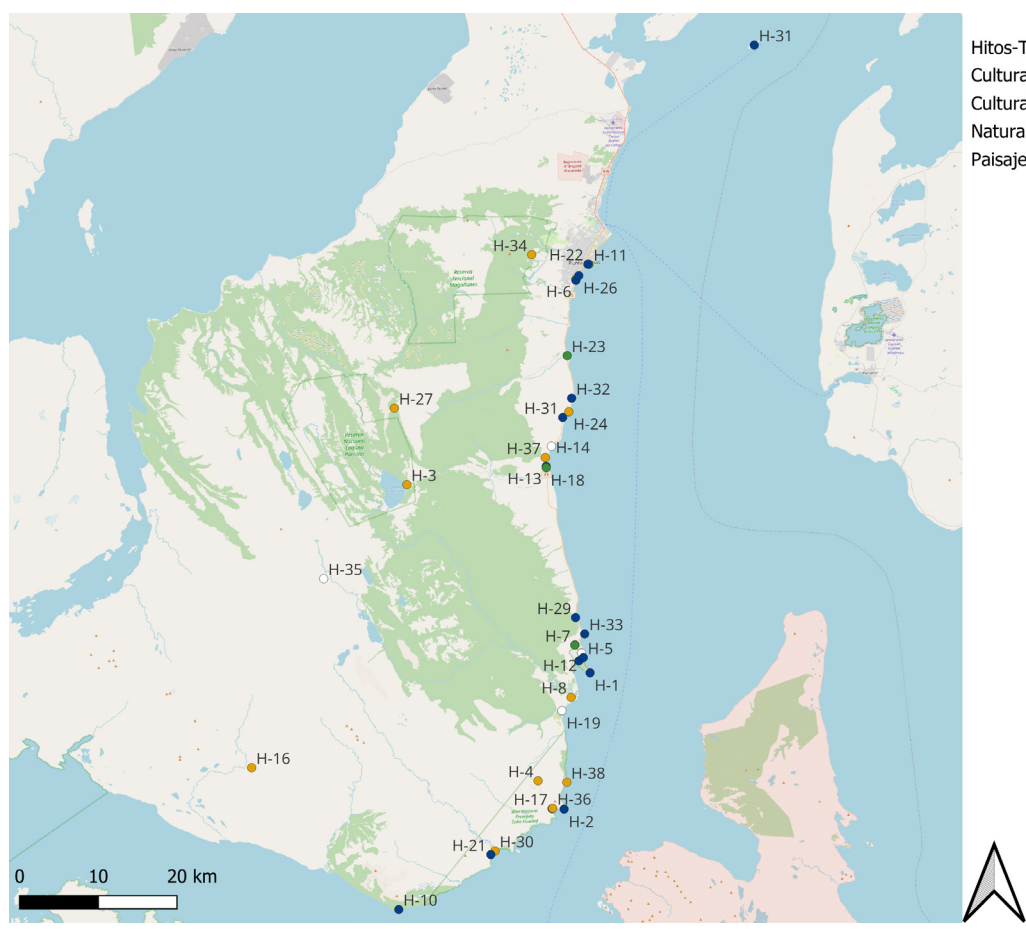 H-31
Hitos-T
Cultura
Cultura
Natura
Paisaje
H-34
H-22
H-11
H-6
H-26
Reserva
Nacional
Magallanes
H-23
H-32
H-27
H-31
H-24
H-14
H-37
H-13
H-18
H-3
H-35
H-29
H-33
H-7
H-5
H-12
H-1
H-8
H-19
H-16
H-4
H-38
H-17
H-36
H-2
H-21
H-30
H-10
0 10 20 km